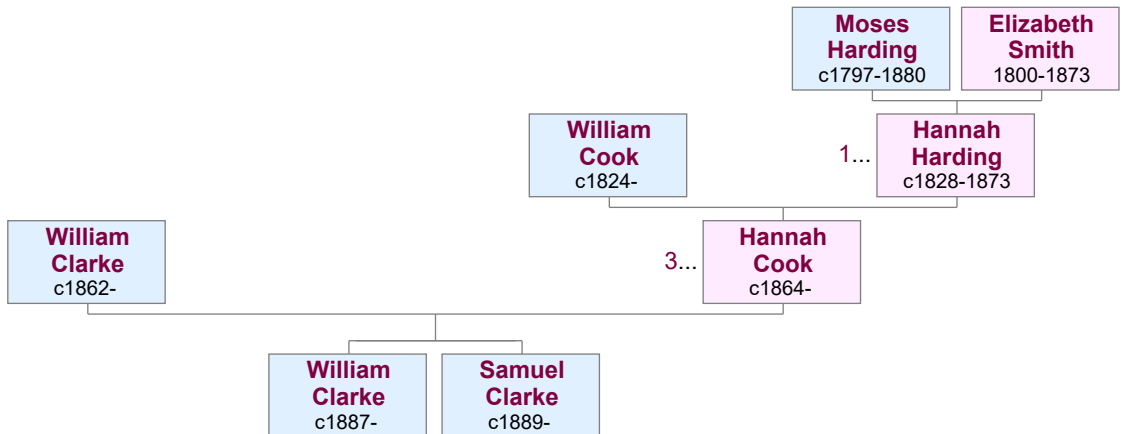 Moses
Harding
c1797-1880
Elizabeth
Smith
1800-1873
William
Cook
c1824-
1...
Hannah
Harding
c1828-1873
William
Clarke
c1862-
3...
Hannah
Cook
c1864-
William
Clarke
c1887-
Samuel
Clarke
c1889-